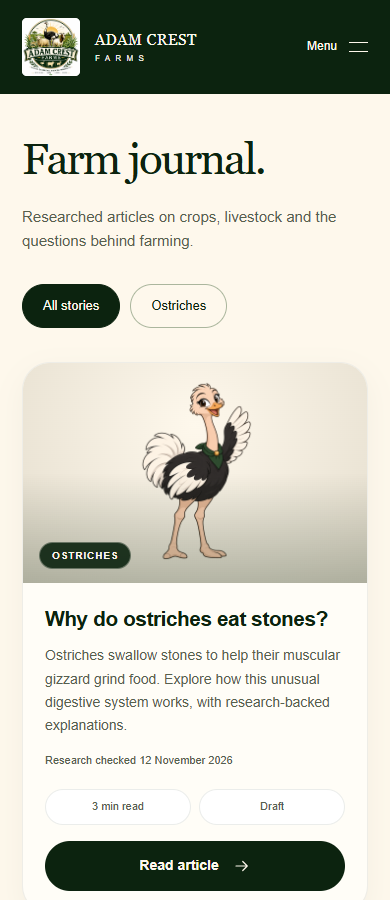 ADAM CREST
FARMS
ADAM CREST
FARMS
Menu
Farm journal.
Researched articles on crops, livestock and the
questions behind farming.
All stories
Ostriches
OSTRICHES
Why do ostriches eat stones?
Ostriches swallow stones to help their muscular
gizzard grind food. Explore how this unusual
digestive system works, with research-backed
explanations.
Research checked 12 November 2026
3 min read
Draft
Read article